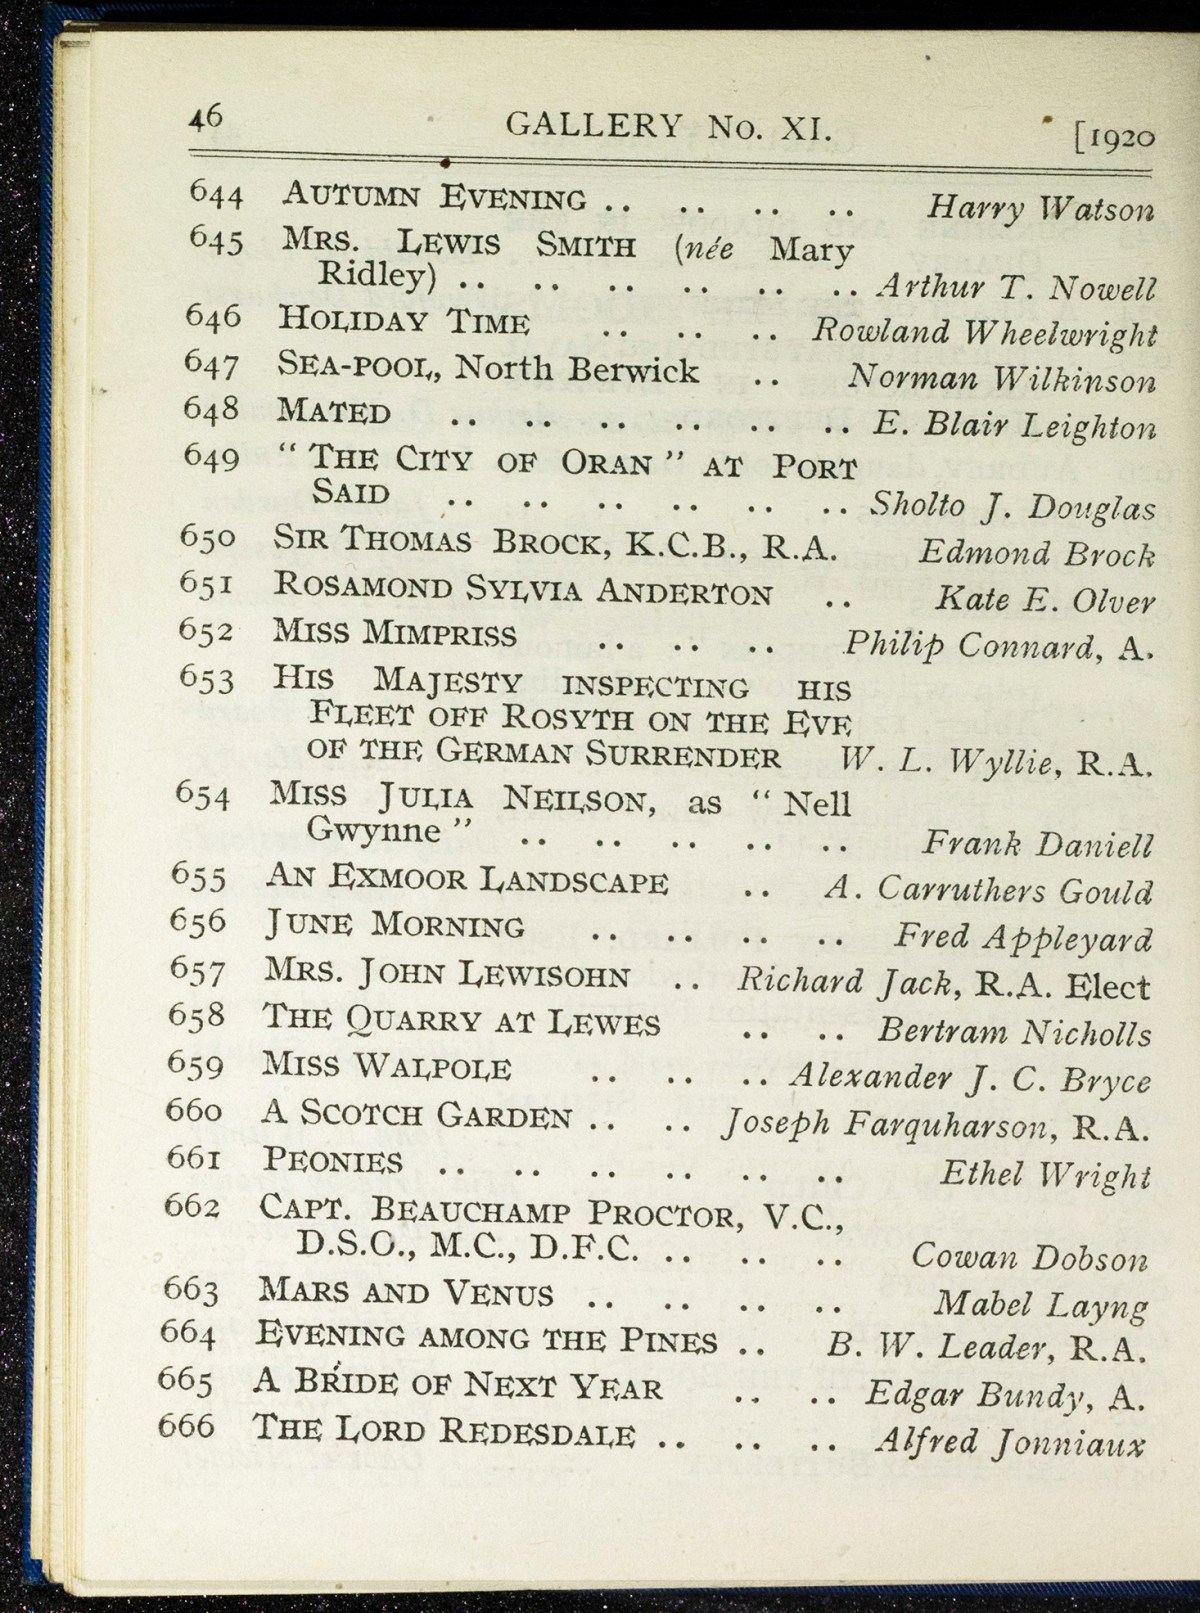 46 GALLERY No. XI. [1920
644 AUTUMN EVENING .. .. .. .. Harry Watson
645 MRS. LEWIS SMITH (née Mary
Ridley) .. .. .. .. .. .. Arthur T. Nowell
646 HOLIDAY TIME .. .. .. Rowland Wheelwright
647 SEA-POOL, North Berwick .. Norman Wilkinson
648 MATED .. .. .. .. .. .. E. Blair Leighton
649 “ THE CITY OF ORAN ” AT PORT
SAID .. .. .. .. .. .. Sholto J. Douglas
650 SIR THOMAS BROCK, K.C.B., R.A. Edmond Brock
651 ROSAMOND SYLVIA ANDERTON .. Kate E. Olver
652 MISS MIMPRISS .. .. .. Philip Connard, A.
653 HIS MAJESTY INSPECTING HIS
FLEET OFF ROSYTH ON THE EVE
OF THE GERMAN SURRENDER W. L. Wyllie, R.A.
654 MISS JULIA NEILSON, as “ Nell
Gwynne ” .. .. .. .. .. Frank Daniell
655 AN EXMOOR LANDSCAPE .. A. Carruthers Gould
656 JUNE MORNING .. .. .. .. Fred Appleyard
657 MRS. JOHN LEWISOHN .. Richard Jack, R.A. Elect
658 THE QUARRY AT LEWES .. .. Bertram Nicholls
659 MISS WALPOLE .. .. .. Alexander J. C. Bryce
660 A SCOTCH GARDEN .. .. Joseph Farquharson, R.A.
661 PEONIES .. .. .. .. .. .. Ethel Wright
662 CAPT. BEAUCHAMP PROCTOR, V.C.,
D.S.O., M.C., D.F.C. .. .. .. Cowan Dobson
663 MARS AND VENUS .. .. .. .. Mabel Layng
664 EVENING AMONG THE PINES .. B. W. Leader, R.A.
665 A BRIDE OF NEXT YEAR .. .. Edgar Bundy, A.
666 THE LORD REDESDALE .. .. .. Alfred Jonniaux